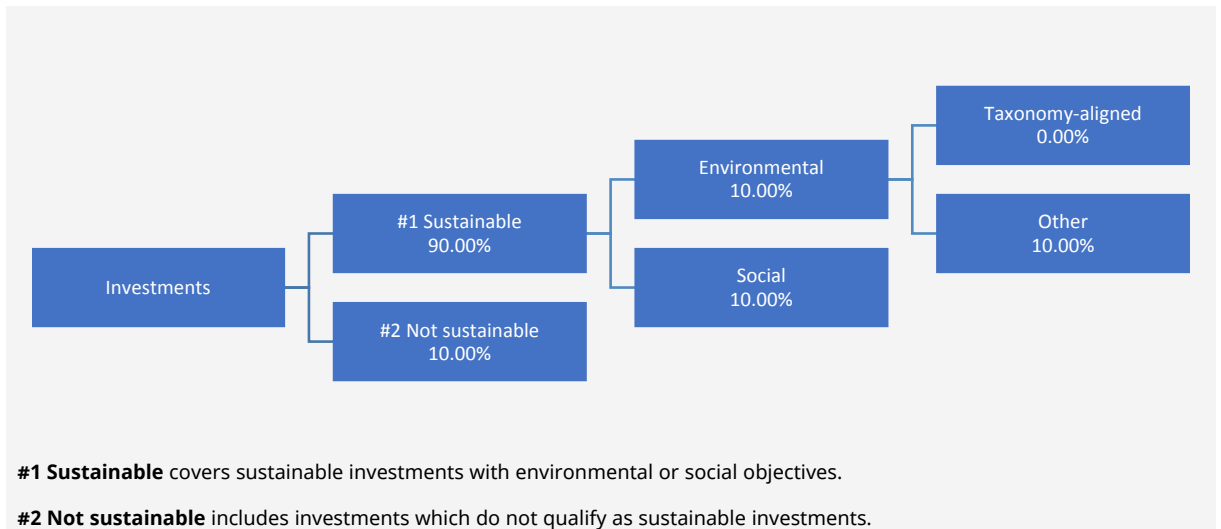 Taxonomy-aligned
0.00%
Environmental
10.00%
#1 Sustainable
90.00%
Other
10.00%
Investments
Social
10.00%
#2 Not sustainable
10.00%
#1 Sustainable covers sustainable investments with environmental or social objectives.
#2 Not sustainable includes investments which do not qualify as sustainable investments.